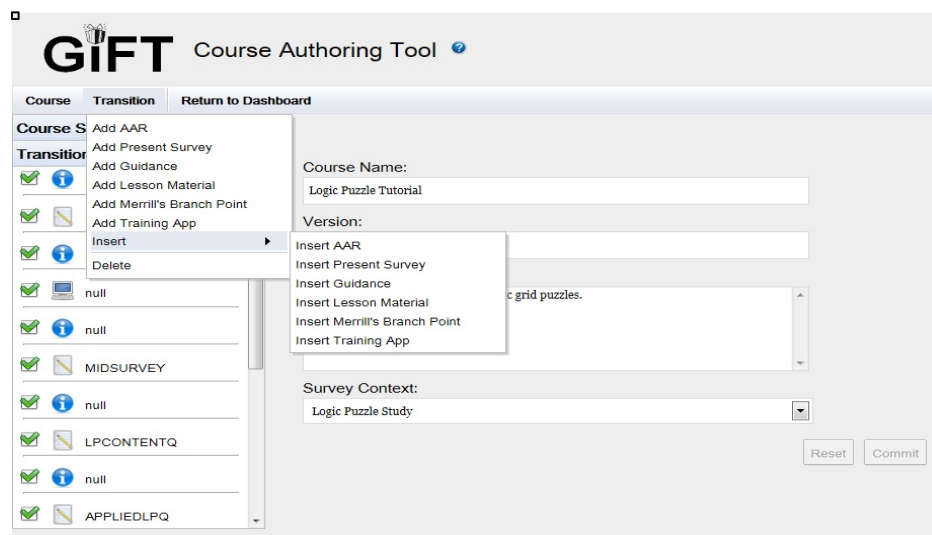 GIFT Course Authoring Tool ?
Course Transition Return to Dashboard
Course S
Transition
Add AAR
Add Present Survey
Add Guidance
Add Lesson Material
Add Merrill's Branch Point
Add Training App
Insert
Delete
Insert AAR
Insert Present Survey
Insert Guidance
Insert Lesson Material
Insert Merrill's Branch Point
Insert Training App
null
null
MIDSURVEY
null
LPCONTENTQ
null
APPLIEDLPQ
Course Name:
Logic Puzzle Tutorial
Version:
c grid puzzles.
Survey Context:
Logic Puzzle Study
Reset Commit